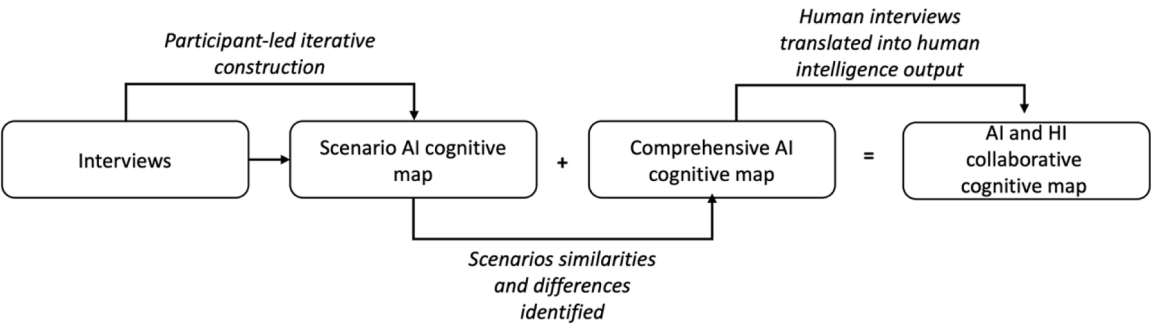 Participant-led iterative
construction
Human interviews
translated into human
intelligence output
Interviews
Scenario AI cognitive
map
+
Comprehensive AI
cognitive map
=
AI and HI
collaborative
cognitive map
Scenarios similarities
and differences
identified